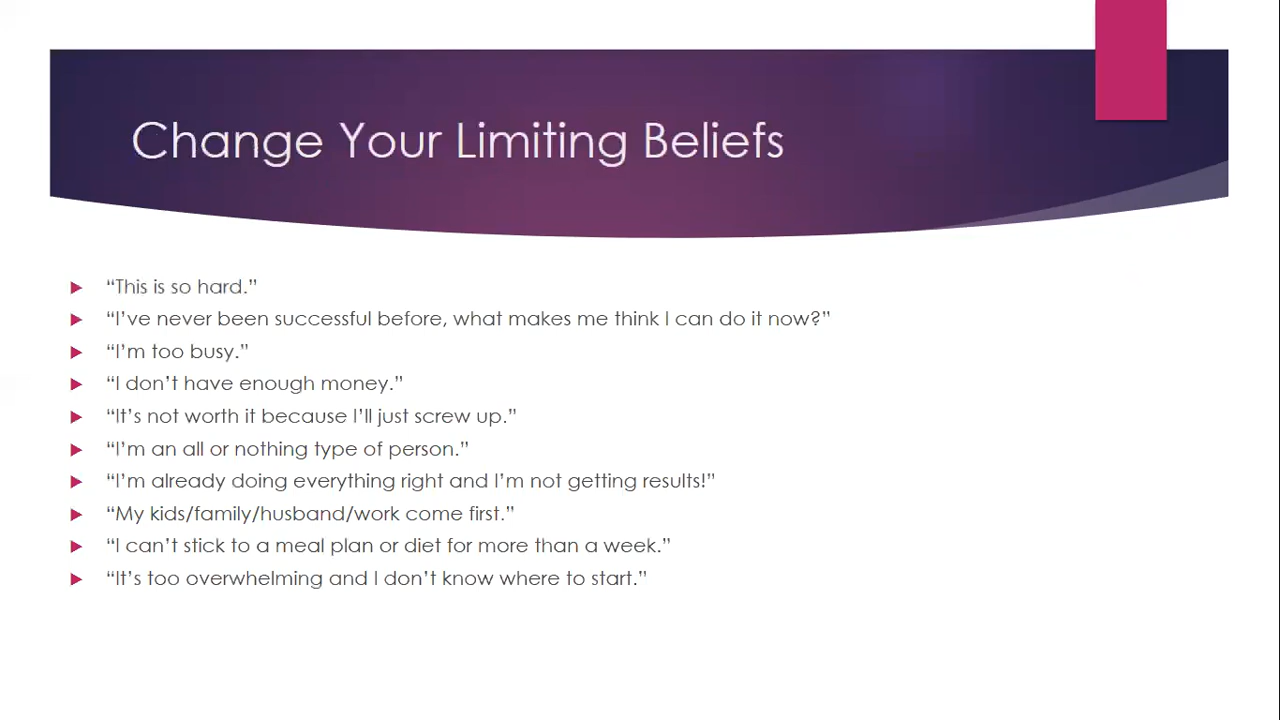 Change Your Limiting Beliefs
“This is so hard.”
“I’ve never been successful before, what makes me think I can do it now?”
“I’m too busy.”
“I don’t have enough money.”
“It’s not worth it because I’ll just screw up.”
“I’m an all or nothing type of person.”
“I’m already doing everything right and I’m not getting results!”
“My kids/family/husband/work come first.”
“I can’t stick to a meal plan or diet for more than a week.”
“It’s too overwhelming and I don’t know where to start.”